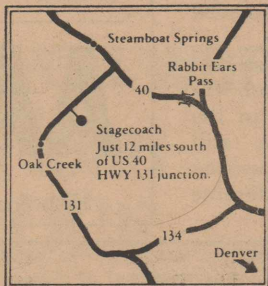 Steamboat Springs
Rabbit Ears
Pass
40
Stagecoach
Just 12 miles south
of US 40
HWY 131 junction.
Oak Creek
131
134
Denver